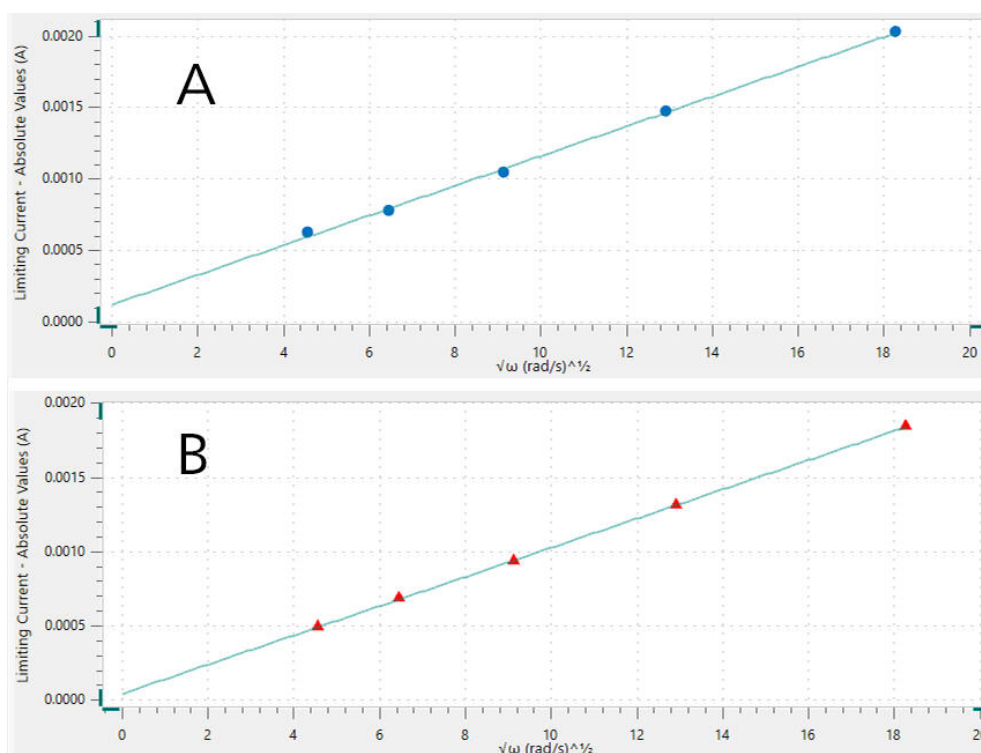 Limiting Current - Absolute Values (A)
A
0.0020
0.0015
0.0010
0.0005
0.0000
0 2 4 6 8 10 12 14 16 18 20
√ω (rad/s)^½
Limiting Current - Absolute Values (A)
B
0.0020
0.0015
0.0010
0.0005
0.0000
0 2 4 6 8 10 12 14 16 18 20
√ω (rad/s)^½